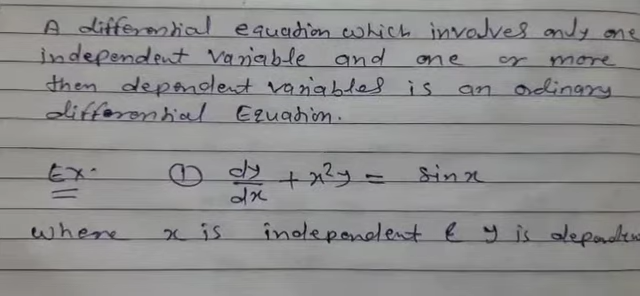 A differential equation which involves only one
independent variable and one or more
then dependent variables is an ordinary
differential Equation.
Ex. ① dy/dx + x²y = sin x
where x is independent & y is